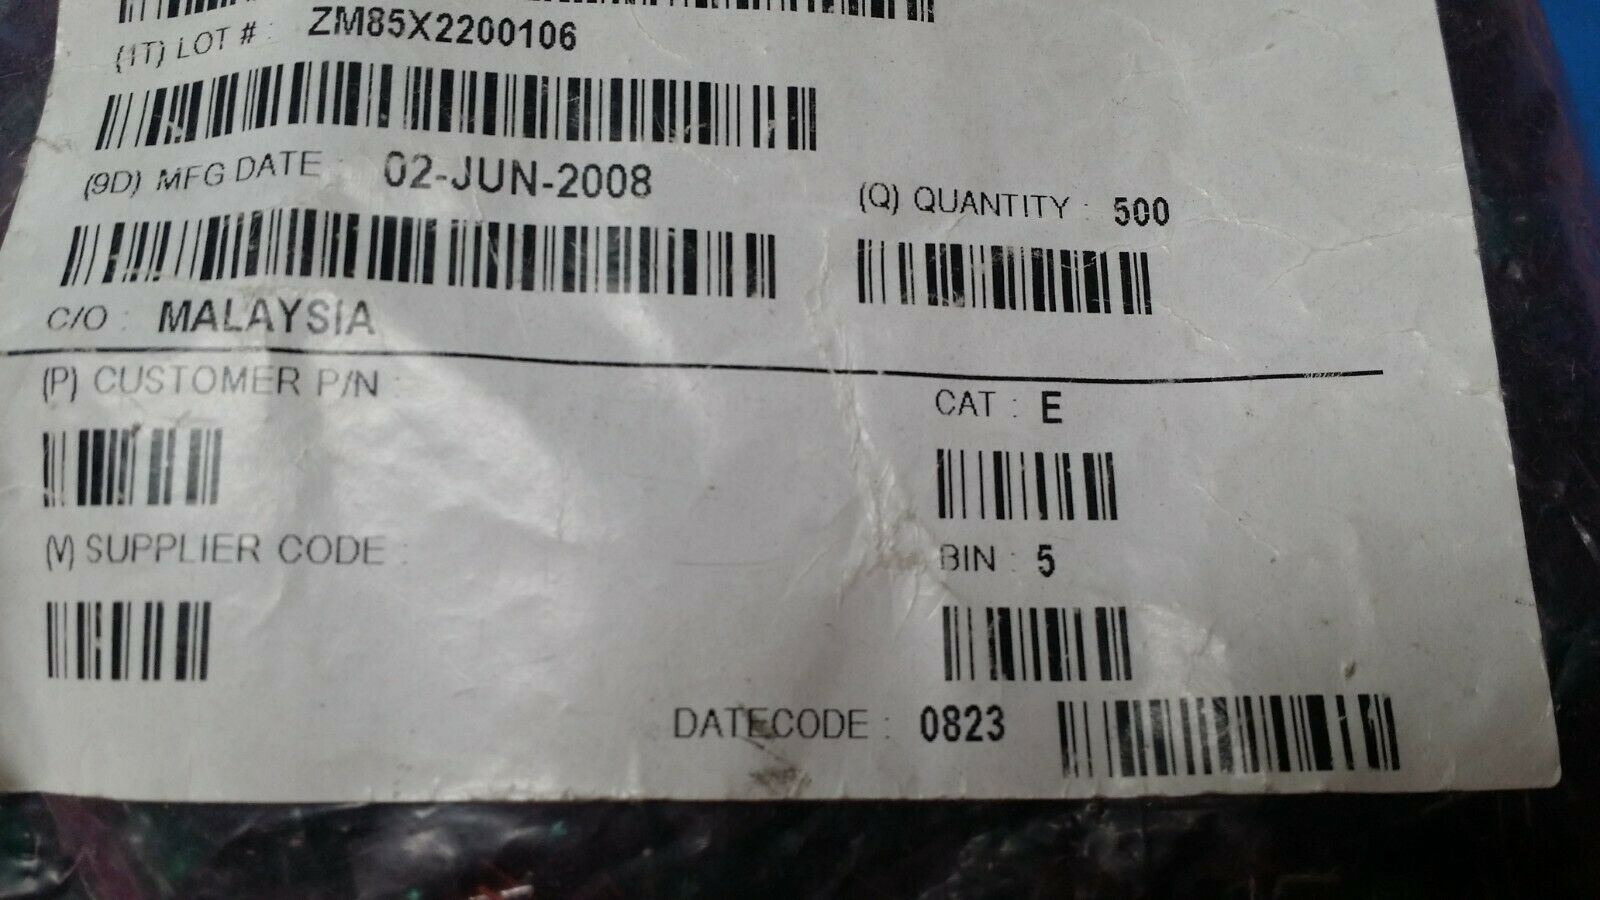 (1T) LOT # : ZM85X2200106
(9D) MFG DATE : 02-JUN-2008
(Q) QUANTITY : 500
C/O : MALAYSIA
(P) CUSTOMER P/N :
CAT : E
(V) SUPPLIER CODE :
BIN : 5
DATECODE : 0823